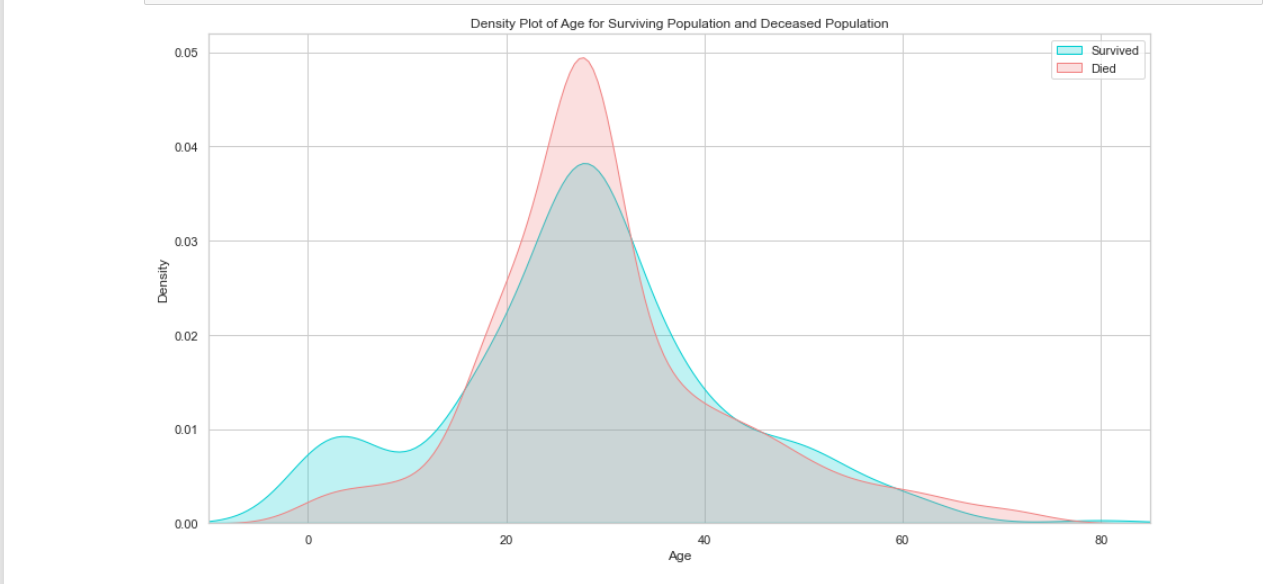 Density Plot of Age for Surviving Population and Deceased Population
Survived
Died
0.05
0.04
0.03
0.02
0.01
0.00
Density
0 20 40 60 80
Age